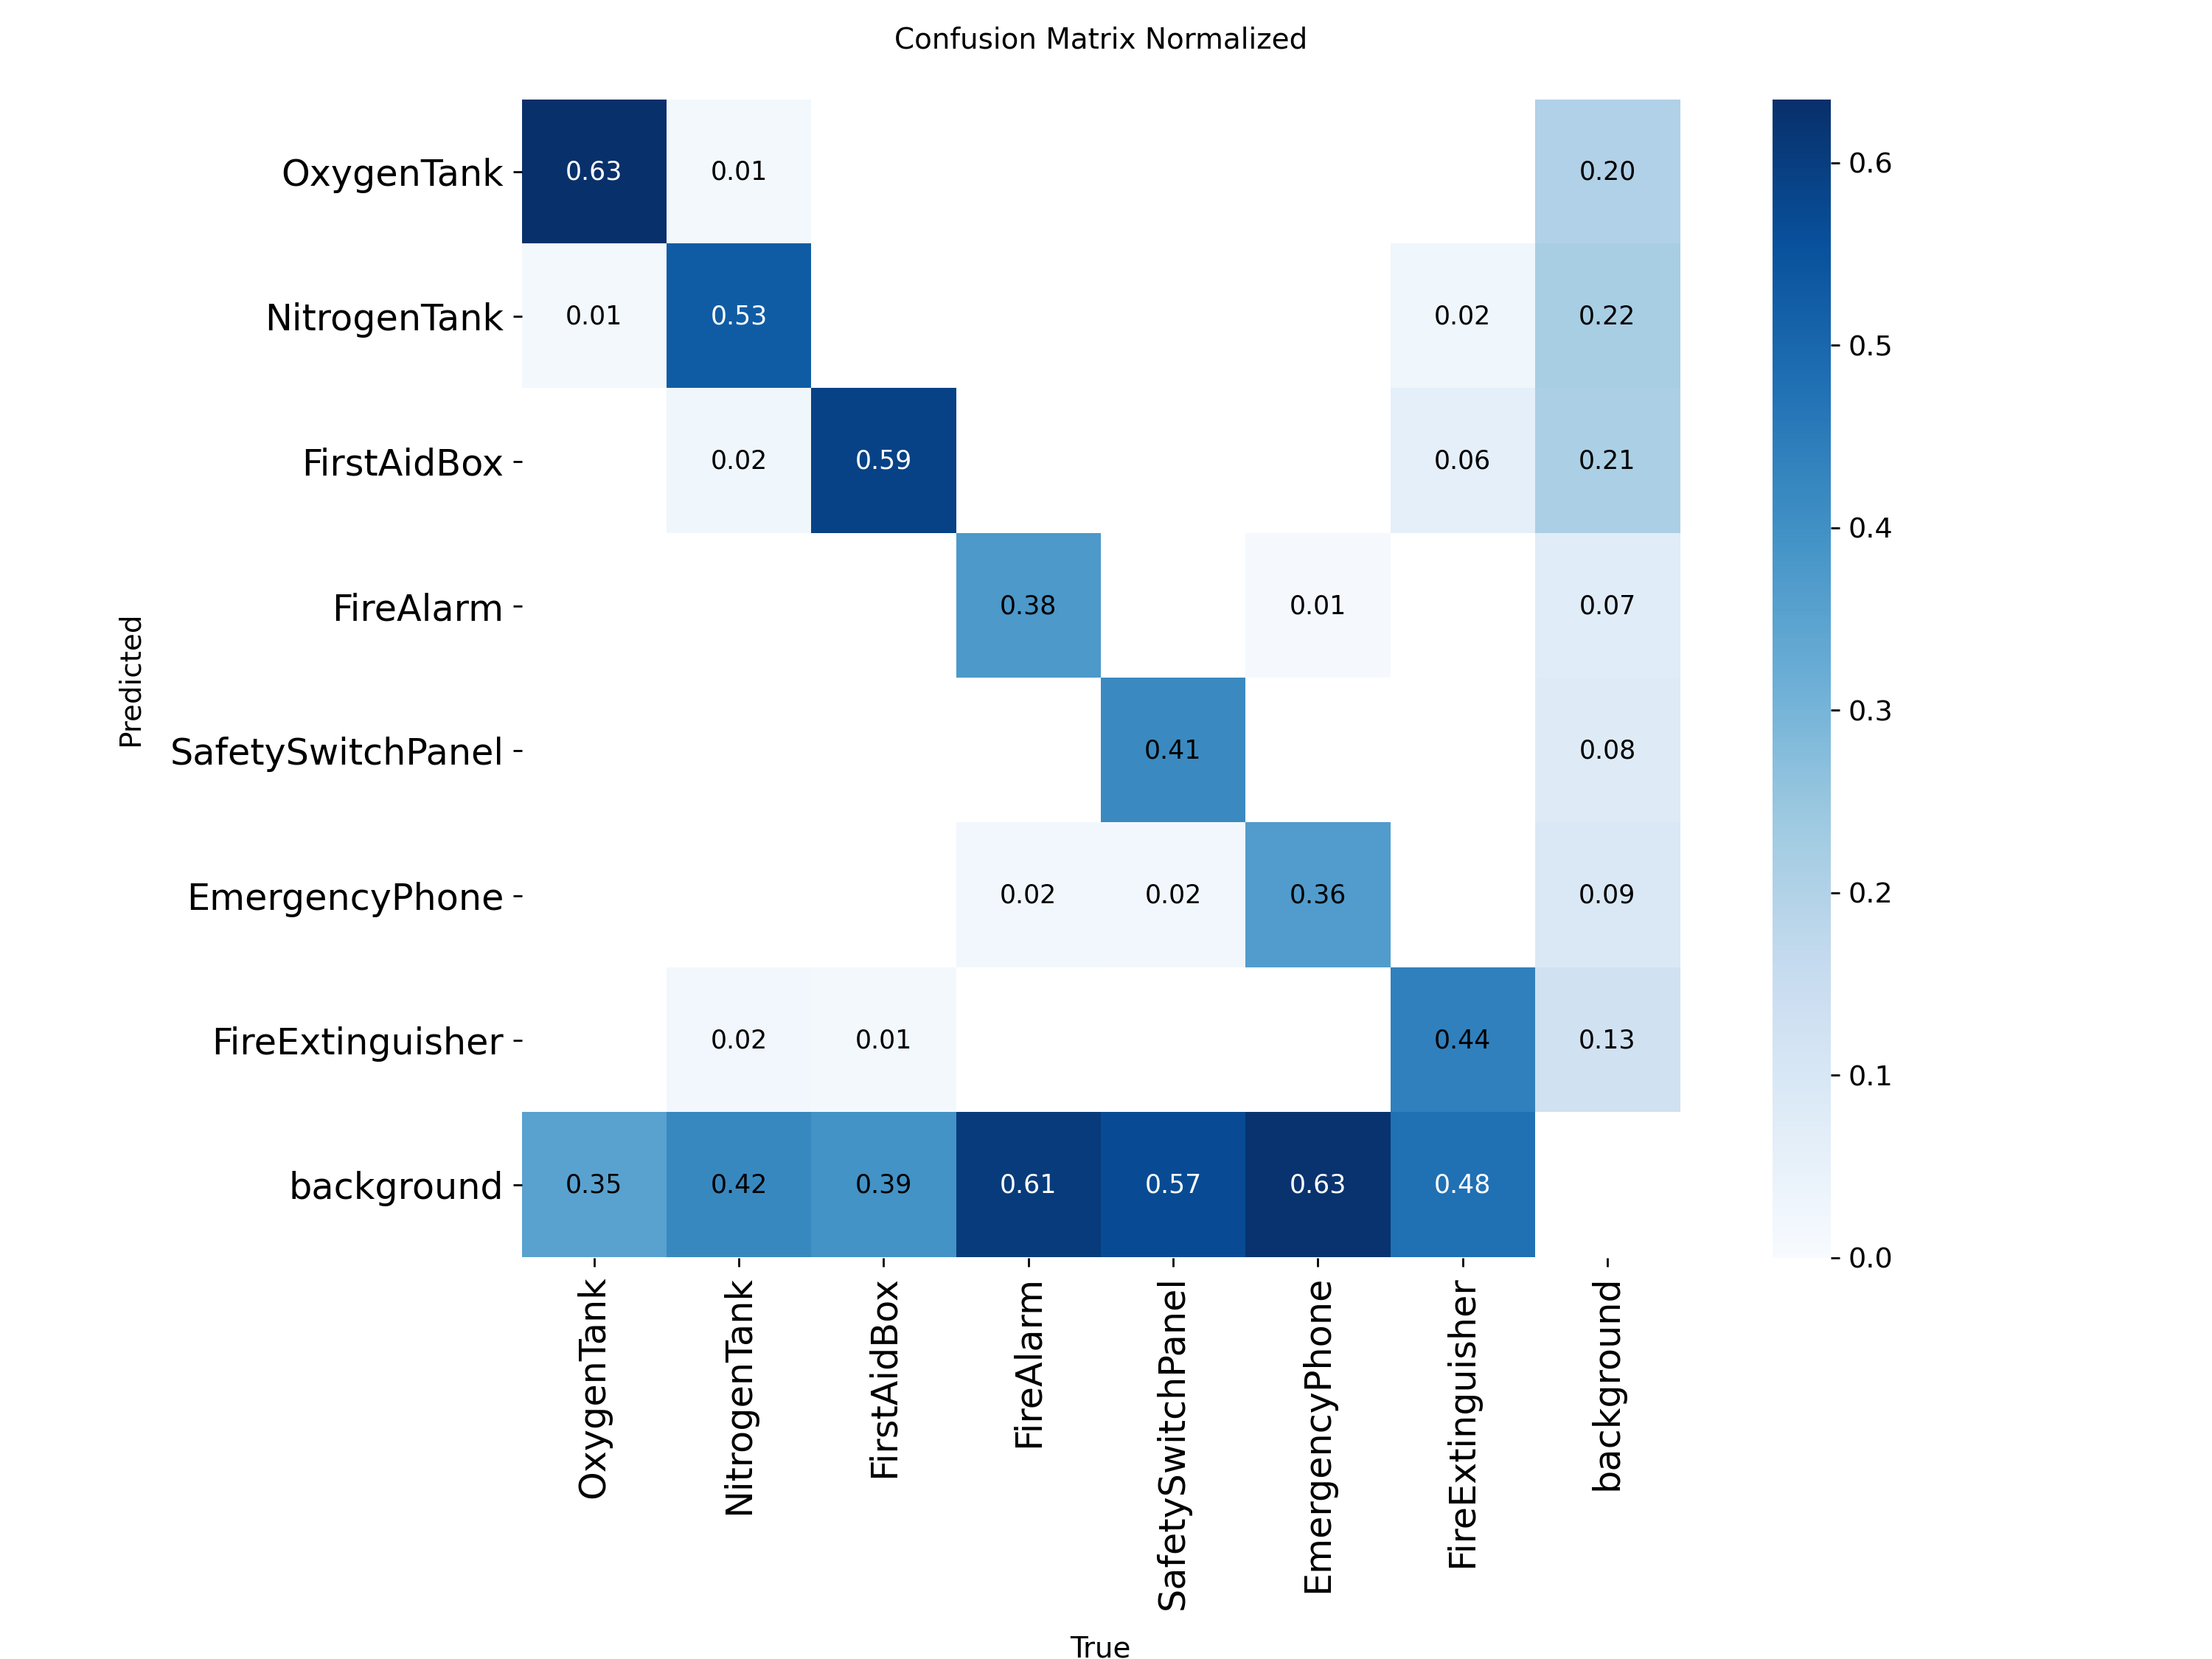 Confusion Matrix Normalized
OxygenTank 0.63 0.01 0.20
NitrogenTank 0.01 0.53 0.02 0.22
FirstAidBox 0.02 0.59 0.06 0.21
FireAlarm 0.38 0.01 0.07
SafetySwitchPanel 0.41 0.08
EmergencyPhone 0.02 0.02 0.36 0.09
FireExtinguisher 0.02 0.01 0.44 0.13
background 0.35 0.42 0.39 0.61 0.57 0.63 0.48
Predicted
OxygenTank
NitrogenTank
FirstAidBox
FireAlarm
SafetySwitchPanel
EmergencyPhone
FireExtinguisher
background
True
0.6
0.5
0.4
0.3
0.2
0.1
0.0